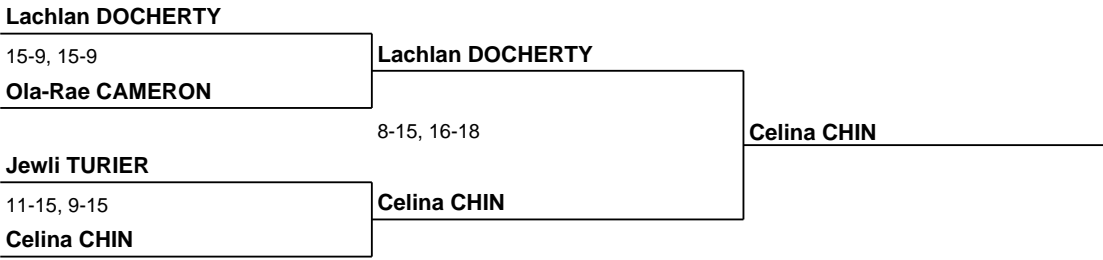 Lachlan DOCHERTY
15-9, 15-9
Lachlan DOCHERTY
Ola-Rae CAMERON
8-15, 16-18
Celina CHIN
Jewli TURIER
11-15, 9-15
Celina CHIN
Celina CHIN